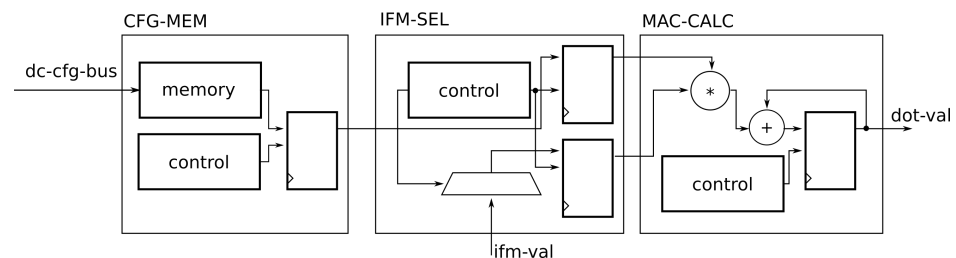 CFG-MEM
IFM-SEL
MAC-CALC
dc-cfg-bus
memory
control
control
ifm-val
*
+
control
dot-val